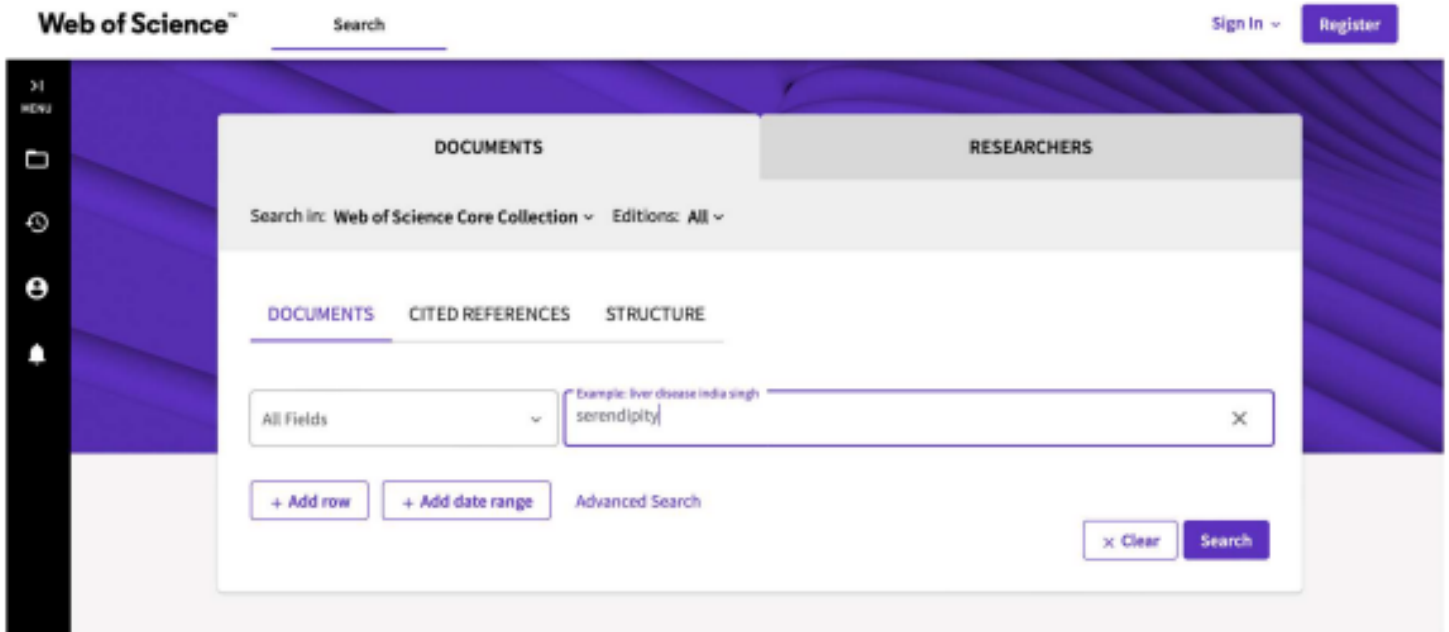 Web of Science™ Search Sign In Register
MENU
DOCUMENTS RESEARCHERS
Search in: Web of Science Core Collection Editions: All
DOCUMENTS CITED REFERENCES STRUCTURE
Example: liver disease india singh
All Fields serendipity
+ Add row + Add date range Advanced Search
× Clear Search